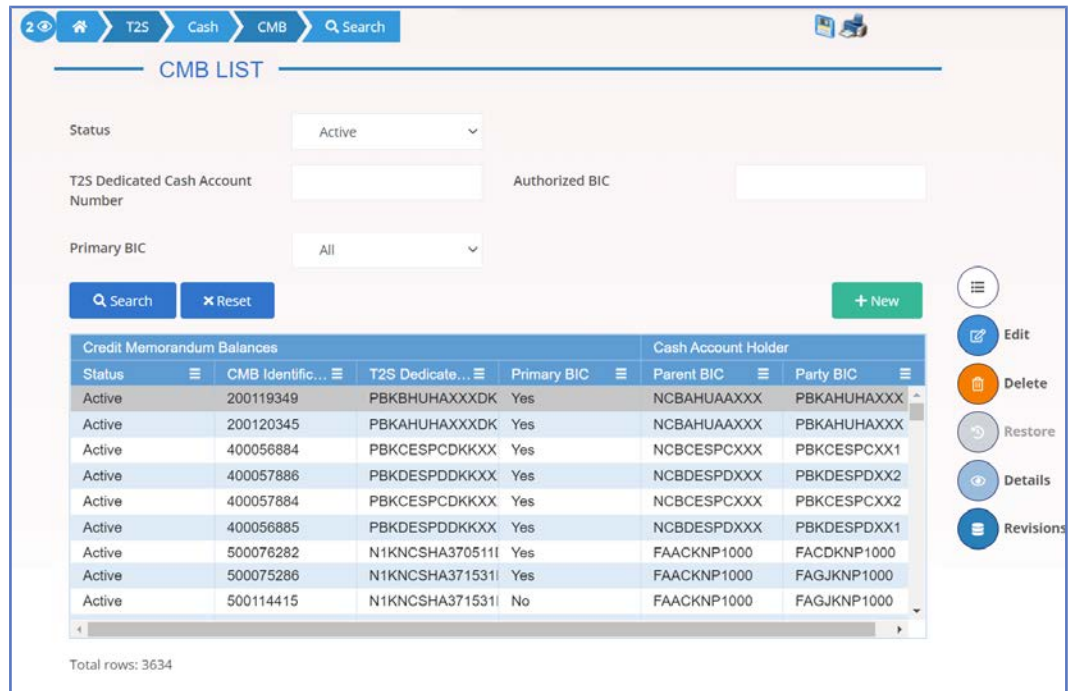 2 T2S Cash CMB Search
CMB LIST
Status Active
T2S Dedicated Cash Account Number Authorized BIC
Primary BIC All
Search Reset + New
Credit Memorandum Balances Cash Account Holder
Status CMB Identific... T2S Dedicate... Primary BIC Parent BIC Party BIC
Active 200119349 PBKBHUHAXXXDK Yes NCBAHUAAXXX PBKAHUHAXXX
Active 200120345 PBKAHUHAXXXDK Yes NCBAHUAAXXX PBKAHUHAXXX
Active 400056884 PBKCESPCDKKXX Yes NCBCESPCXXX PBKCESPCXX1
Active 400057886 PBKDESPDDKKXX Yes NCBDESPDXXX PBKDESPDXX2
Active 400057884 PBKCESPCDKKXX Yes NCBCESPCXXX PBKCESPCXX2
Active 400056885 PBKDESPDDKKXX Yes NCBDESPDXXX PBKDESPDXX1
Active 500076282 N1KNCSHA370511 Yes FAACKNP1000 FACDKNP1000
Active 500075286 N1KNCSHA371531 Yes FAACKNP1000 FAGJKNP1000
Active 500114415 N1KNCSHA371531 No FAACKNP1000 FAGJKNP1000
Total rows: 3634
Edit
Delete
Restore
Details
Revisions